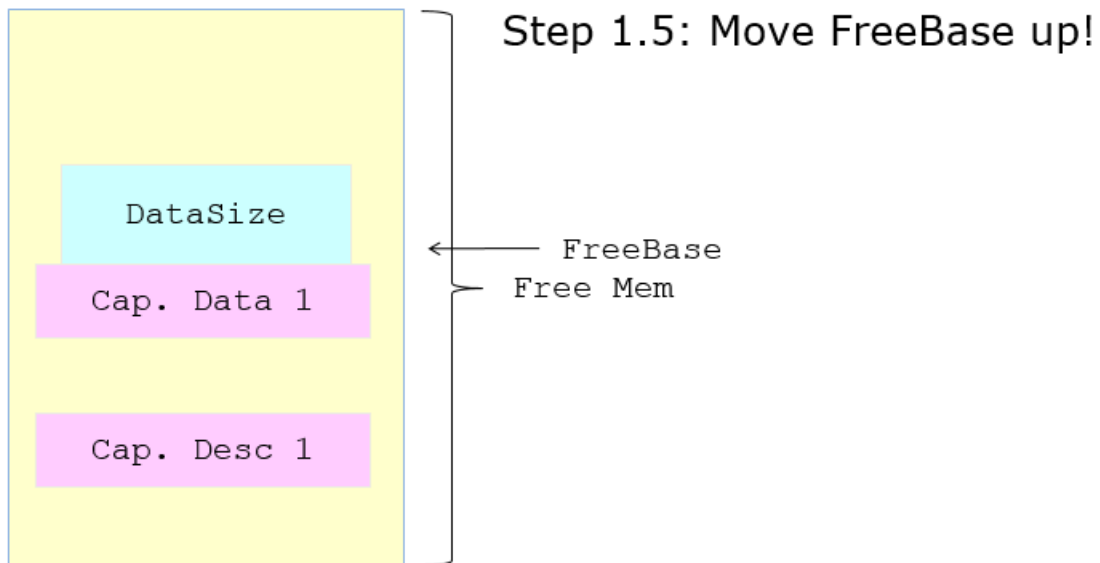 Step 1.5: Move FreeBase up!
DataSize
FreeBase
Free Mem
Cap. Data 1
Cap. Desc 1